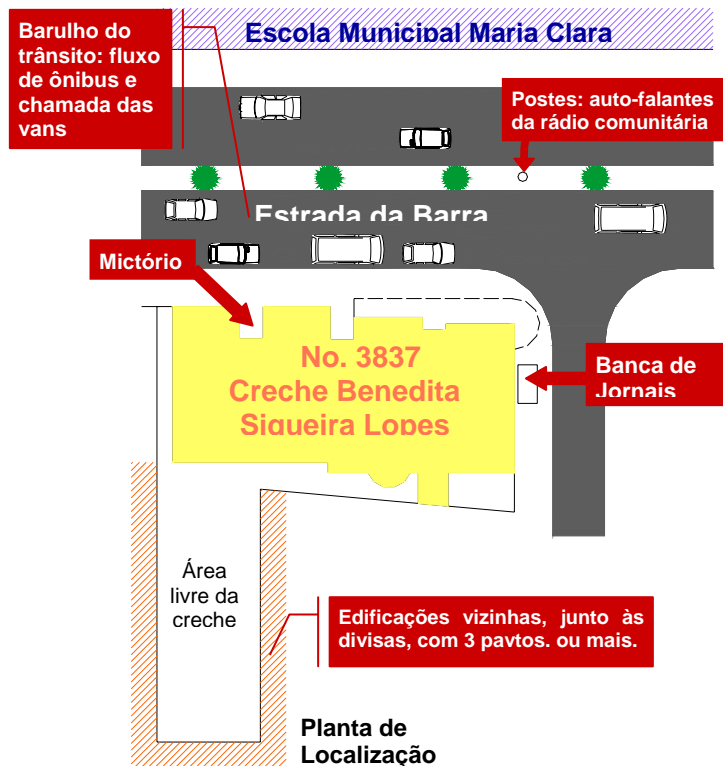 Escola Municipal Maria Clara
Barulho do
trânsito: fluxo
de ônibus e
chamada das
vans
Postes: auto-falantes
da rádio comunitária
Estrada da Barra
Mictório
No. 3837
Creche Benedita
Siqueira Lopes
Banca de
Jornais
Área
livre da
creche
Edificações vizinhas, junto às
divisas, com 3 pavtos. ou mais.
Planta de
Localização